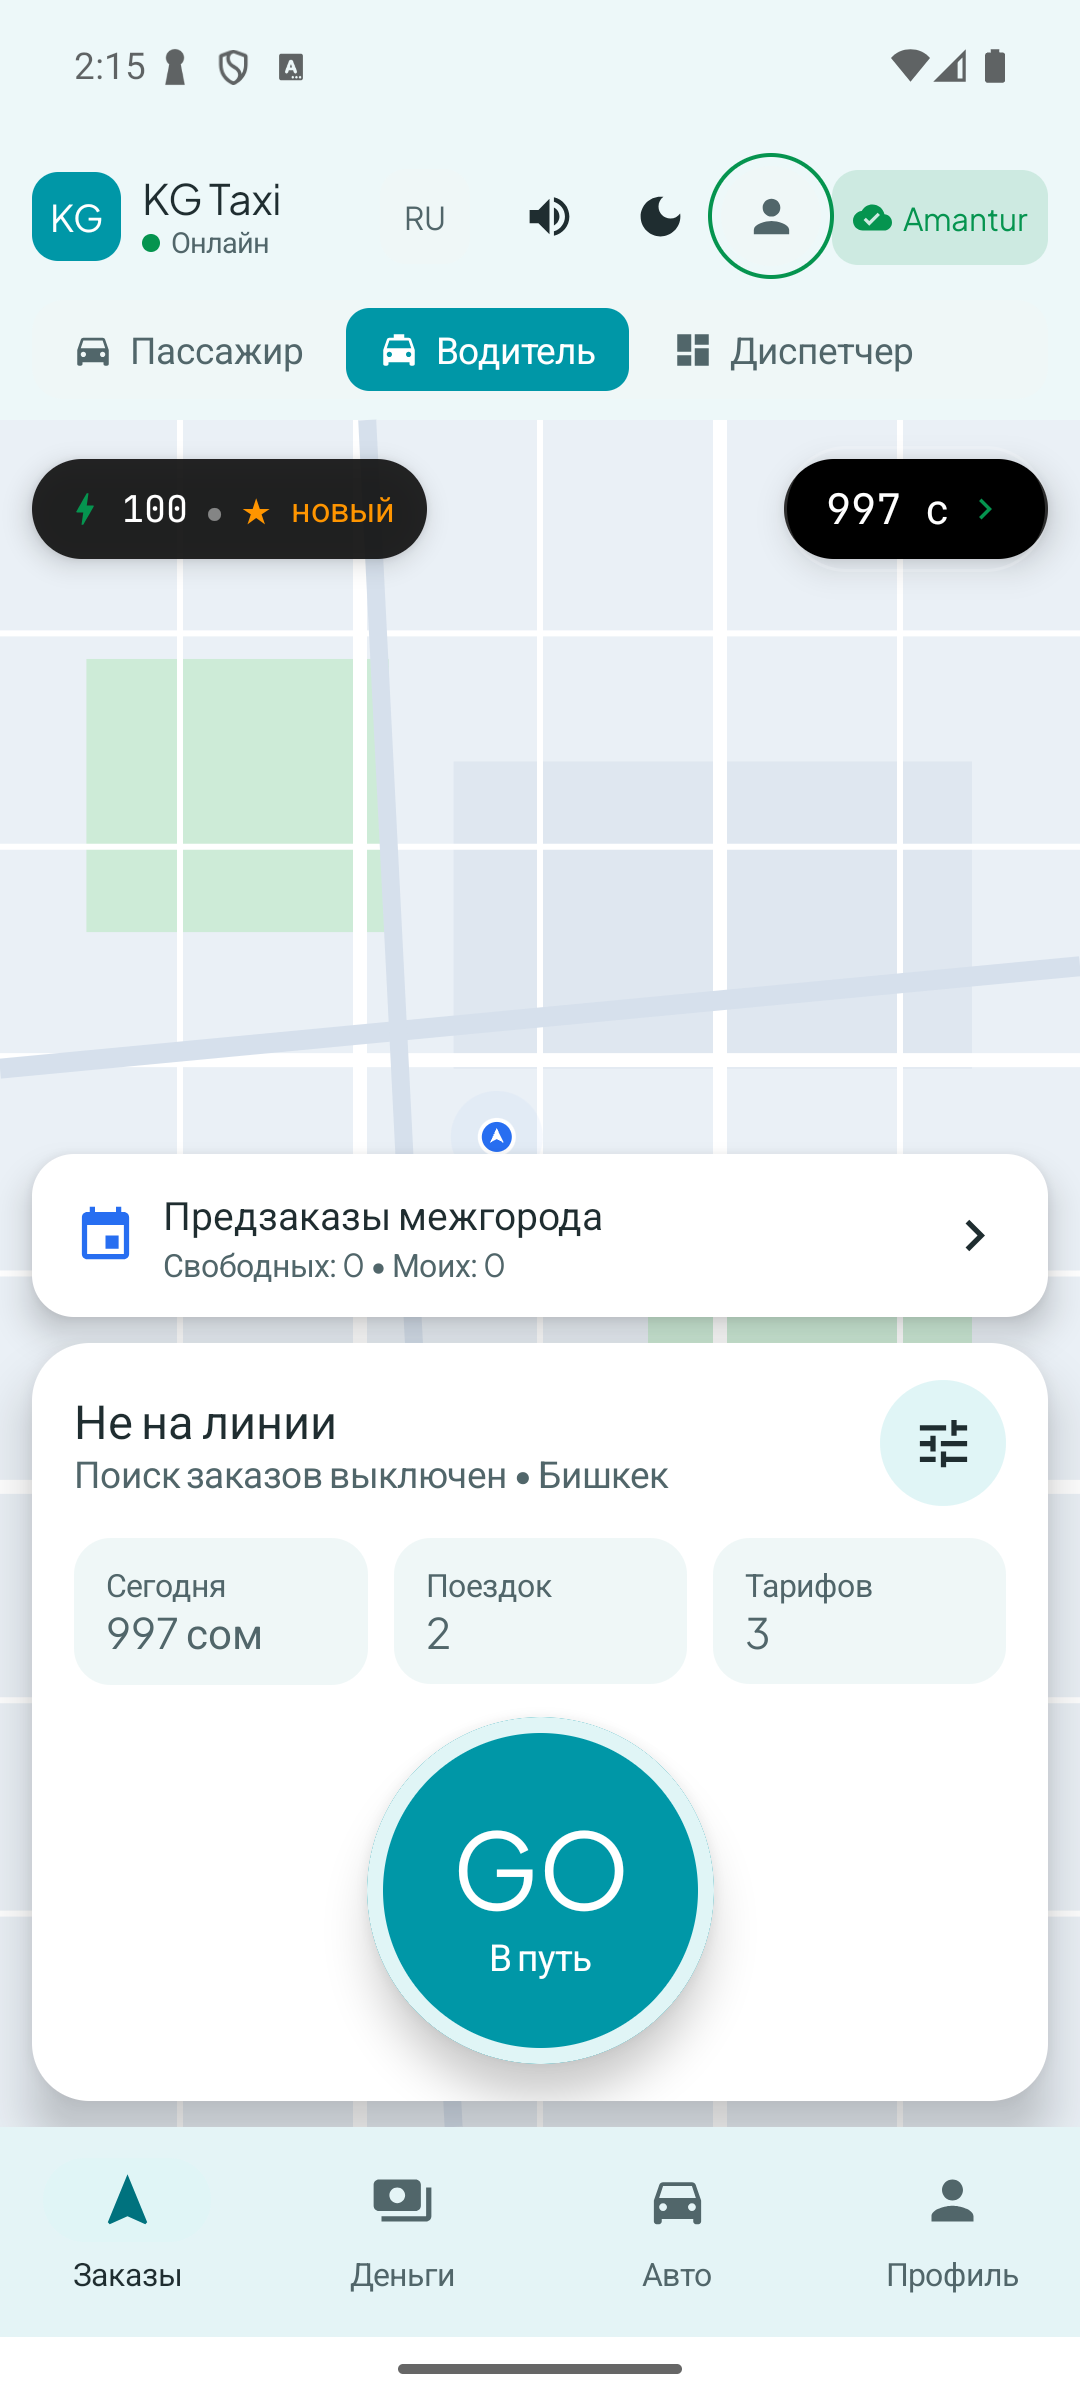 2:15
KG
KG Taxi
Онлайн
RU
Amantur
Пассажир
Водитель
Диспетчер
100 • ★ новый
997 с
Предзаказы межгорода
Свободных: 0 • Моих: 0
Не на линии
Поиск заказов выключен • Бишкек
Сегодня
997 сом
Поездок
2
Тарифов
3
GO
В путь
Заказы
Деньги
Авто
Профиль